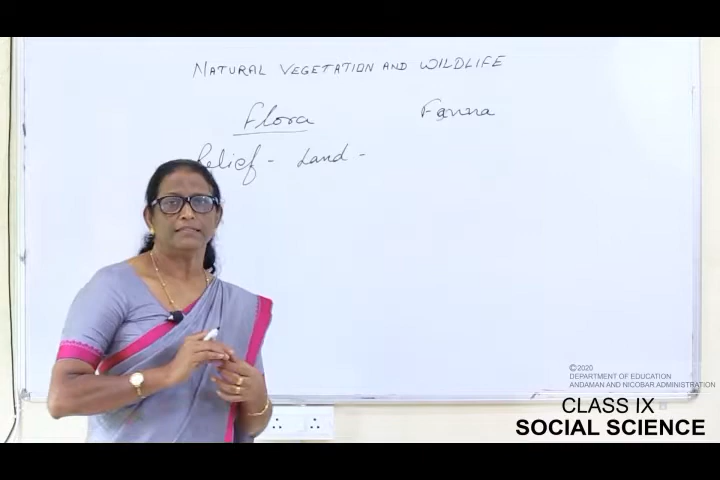 NATURAL VEGETATION AND WILDLIFE
Flora Fauna
Relief - Land -
©2020
DEPARTMENT OF EDUCATION
ANDAMAN AND NICOBAR ADMINISTRATION
CLASS IX
SOCIAL SCIENCE